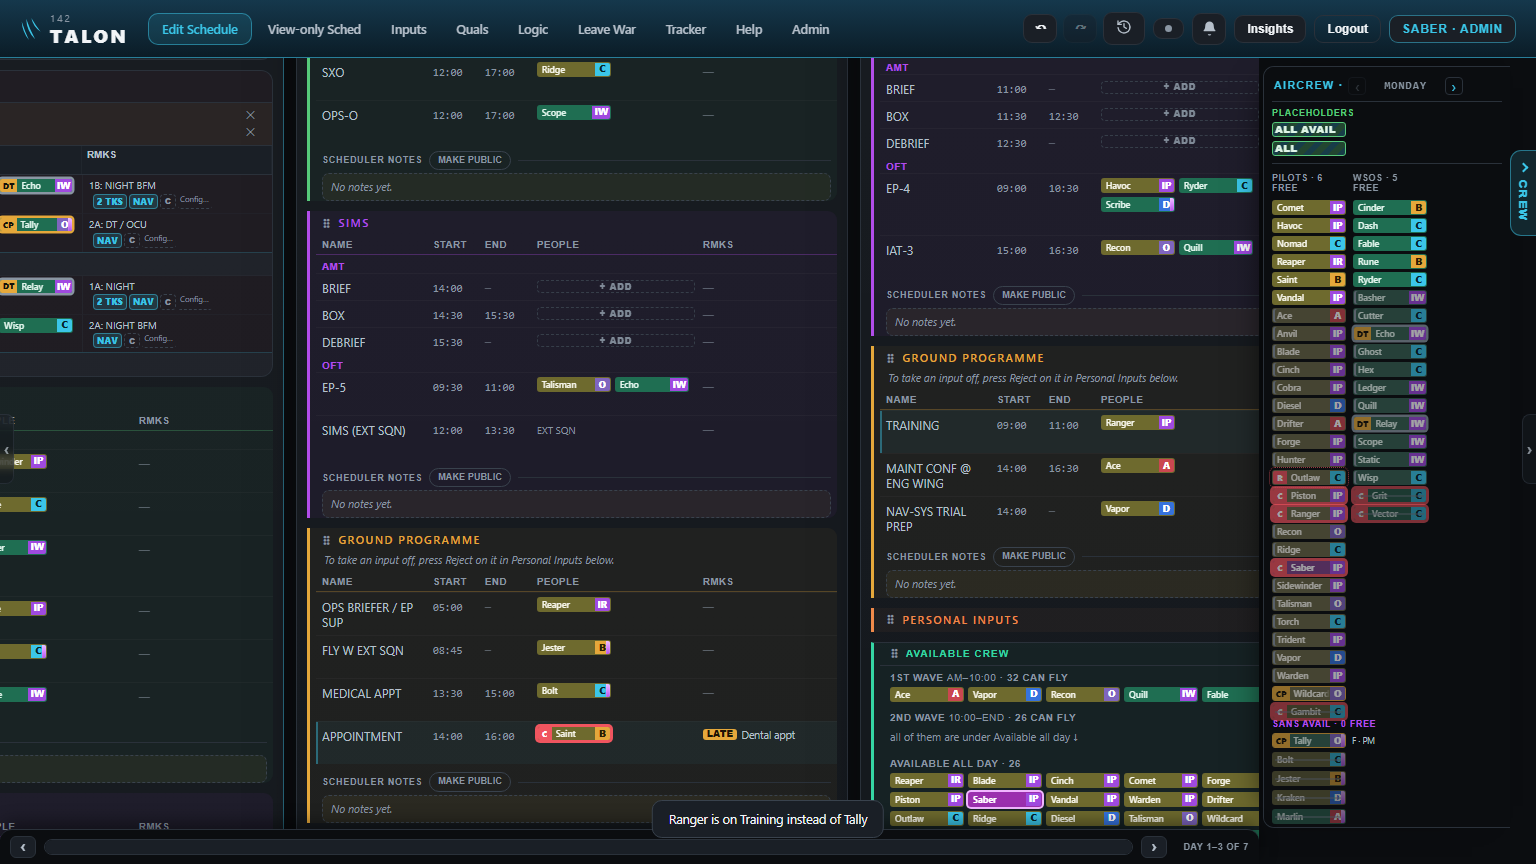 142
TALON
Edit Schedule
View-only Sched
Inputs
Quals
Logic
Leave War
Tracker
Help
Admin
Insights
Logout
SABER · ADMIN
RMKS
DT Echo IW
1B: NIGHT BFM
2 TKS NAV C Config...
CP Tally O
2A: DT / OCU
NAV C Config...
DT Relay IW
1A: NIGHT
2 TKS NAV C Config...
Wisp C
2A: NIGHT BFM
NAV C Config...
RMKS
IP —
C —
IW —
IP —
C —
IW —
RMKS
SXO 12:00 17:00 Ridge C —
OPS-O 12:00 17:00 Scope IW —
SCHEDULER NOTES MAKE PUBLIC
No notes yet.
SIMS
NAME START END PEOPLE RMKS
AMT
BRIEF 14:00 — + ADD —
BOX 14:30 15:30 + ADD —
DEBRIEF 15:30 — + ADD —
OFT
EP-5 09:30 11:00 Talisman O Echo IW —
SIMS (EXT SQN) 12:00 13:30 EXT SQN —
SCHEDULER NOTES MAKE PUBLIC
No notes yet.
GROUND PROGRAMME
To take an input off, press Reject on it in Personal Inputs below.
NAME START END PEOPLE RMKS
OPS BRIEFER / EP SUP 05:00 — Reaper IR —
FLY W EXT SQN 08:45 — Jester B —
MEDICAL APPT 13:30 15:00 Bolt C —
APPOINTMENT 14:00 16:00 C Saint B LATE Dental appt
SCHEDULER NOTES MAKE PUBLIC
No notes yet.
AMT
BRIEF 11:00 — + ADD
BOX 11:30 12:30 + ADD
DEBRIEF 12:30 — + ADD
OFT
EP-4 09:00 10:30 Havoc IP Ryder C
Scribe D
IAT-3 15:00 16:30 Recon O Quill IW
SCHEDULER NOTES MAKE PUBLIC
No notes yet.
GROUND PROGRAMME
To take an input off, press Reject on it in Personal Inputs below.
NAME START END PEOPLE
TRAINING 09:00 11:00 Ranger IP
MAINT CONF @ ENG WING 14:00 16:30 Ace A
NAV-SYS TRIAL PREP 14:00 — Vapor D
SCHEDULER NOTES MAKE PUBLIC
No notes yet.
PERSONAL INPUTS
AVAILABLE CREW
1ST WAVE AM–10:00 · 32 CAN FLY
Ace A Vapor D Recon O Quill IW Fable
2ND WAVE 10:00–END · 26 CAN FLY
all of them are under Available all day ↓
AVAILABLE ALL DAY · 26
Reaper IR Blade IP Cinch IP Comet IP Forge
Piston IP Saber IP Vandal IP Warden IP Drifter
Outlaw C Ridge C Diesel D Talisman O Wildcard
AIRCREW · ‹ MONDAY ›
PLACEHOLDERS
ALL AVAIL
ALL
PILOTS · 6 FREE
WSOS · 5 FREE
Comet IP Cinder B
Havoc IP Dash C
Nomad C Fable C
Reaper IR Rune B
Saint B Ryder C
Vandal IP Basher IW
Ace A Cutter C
Anvil IP DT Echo IW
Blade IP Ghost C
Cinch IP Hex C
Cobra IP Ledger IW
Diesel D Quill IW
Drifter A DT Relay IW
Forge IP Scope IW
Hunter IP Static IW
R Outlaw C Wisp C
C Piston IP C Grit C
C Ranger IP C Vector C
Recon O
Ridge C
C Saber IP
Sidewinder IP
Talisman O
Torch C
Trident IP
Vapor D
Warden IP
CP Wildcard O
C Gambit C
SANS AVAIL · 0 FREE
CP Tally O F · PM
Bolt C
Jester B
Kraken D
Marlin A
CREW
Ranger is on Training instead of Tally
DAY 1–3 OF 7